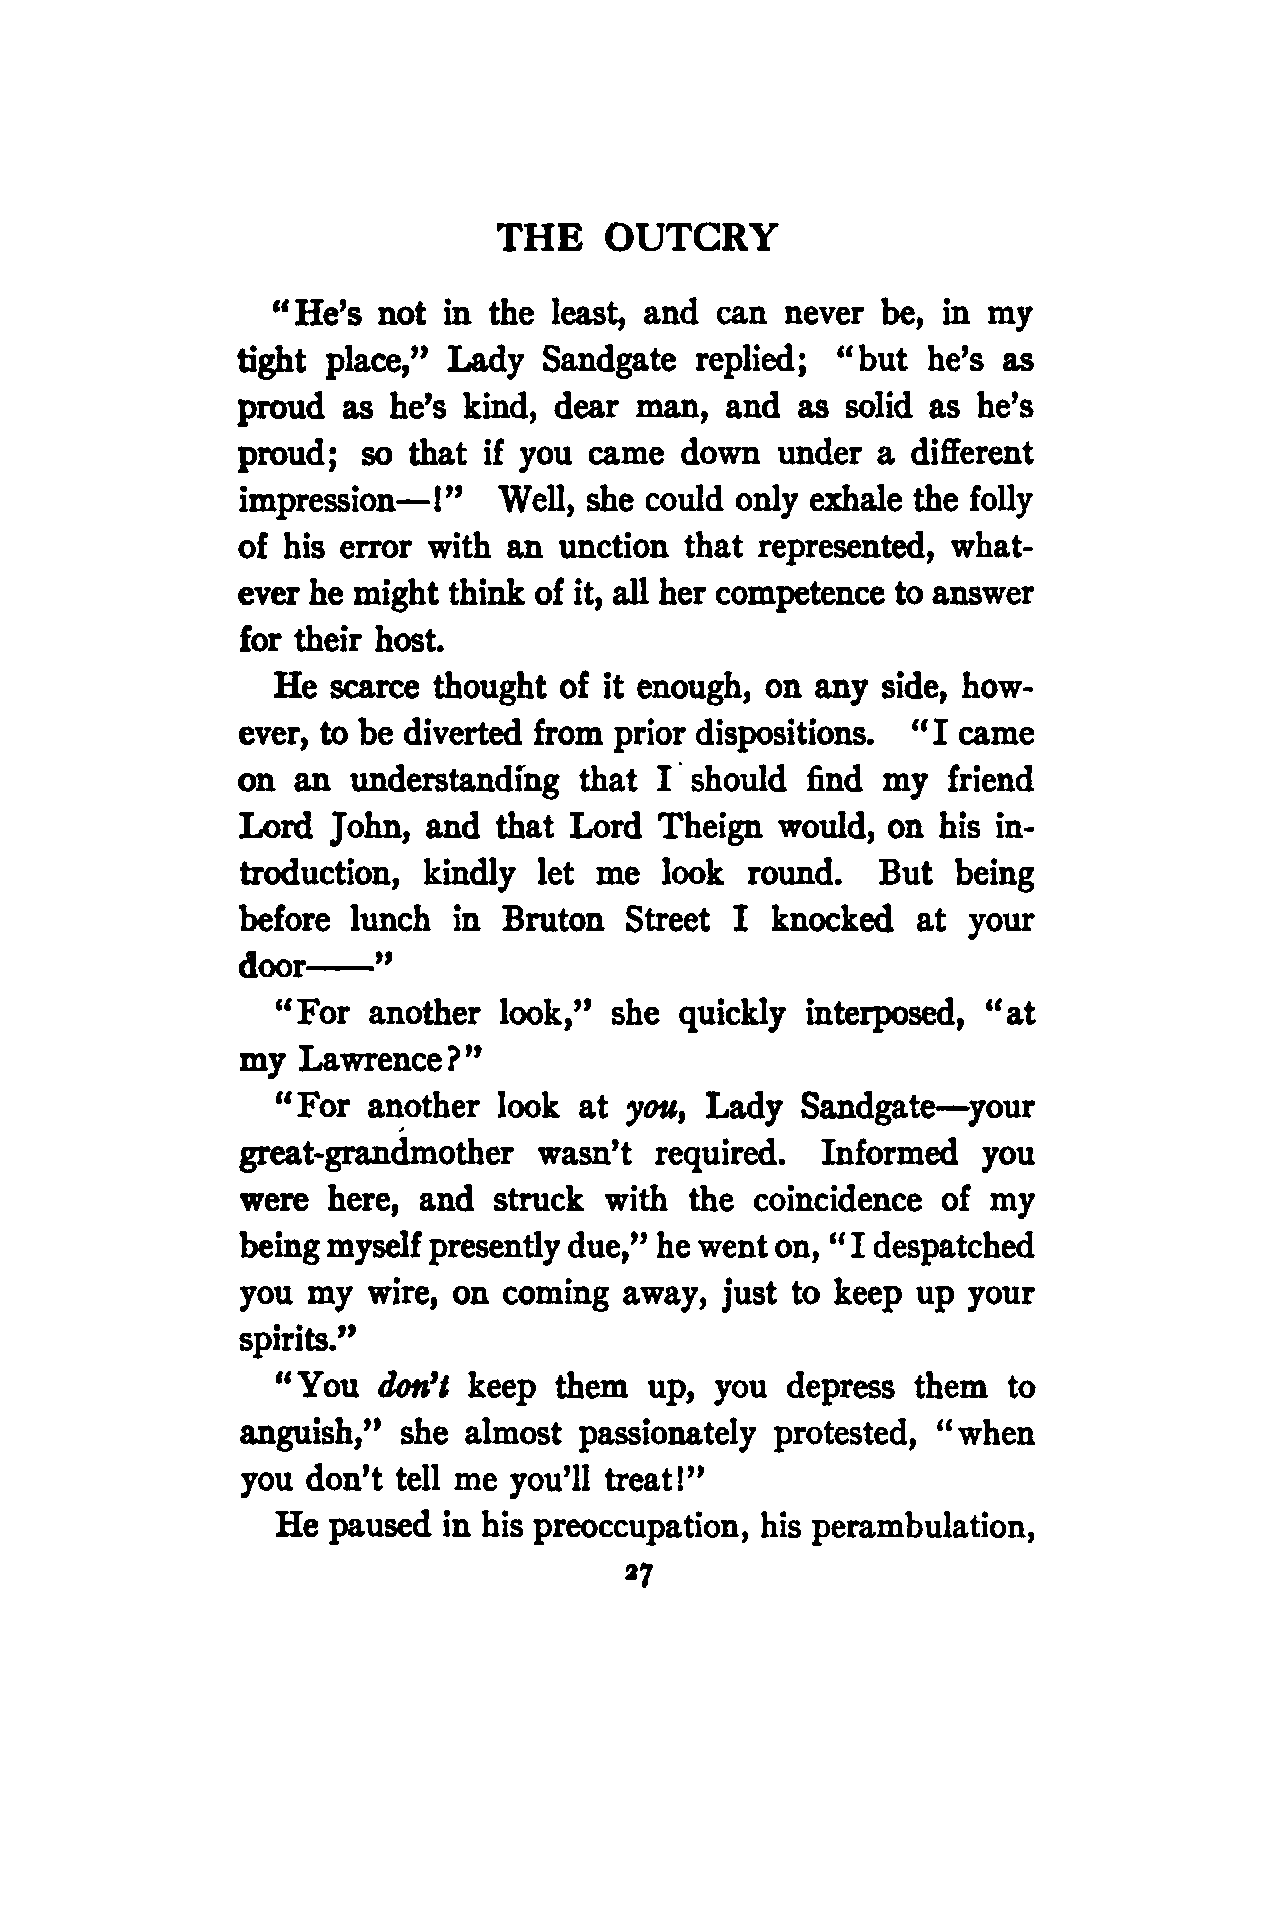 THE OUTCRY
"He's not in the least, and can never be, in my
tight place," Lady Sandgate replied; "but he's as
proud as he's kind, dear man, and as solid as he's
proud; so that if you came down under a different
impression—!" Well, she could only exhale the folly
of his error with an unction that represented, what-
ever he might think of it, all her competence to answer
for their host.
He scarce thought of it enough, on any side, how-
ever, to be diverted from prior dispositions. "I came
on an understanding that I should find my friend
Lord John, and that Lord Theign would, on his in-
troduction, kindly let me look round. But being
before lunch in Bruton Street I knocked at your
door——"
"For another look," she quickly interposed, "at
my Lawrence?"
"For another look at you, Lady Sandgate—your
great-grandmother wasn't required. Informed you
were here, and struck with the coincidence of my
being myself presently due," he went on, "I despatched
you my wire, on coming away, just to keep up your
spirits."
"You don't keep them up, you depress them to
anguish," she almost passionately protested, "when
you don't tell me you'll treat!"
He paused in his preoccupation, his perambulation,
27